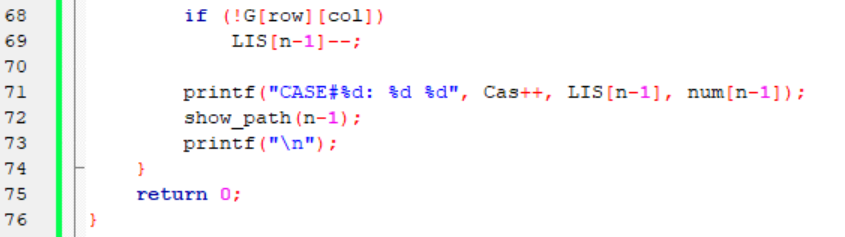 68 if (!G[row][col])
69 LIS[n-1]--;
70
71 printf("CASE#%d: %d %d", Cas++, LIS[n-1], num[n-1]);
72 show_path(n-1);
73 printf("\n");
74 }
75 return 0;
76 }